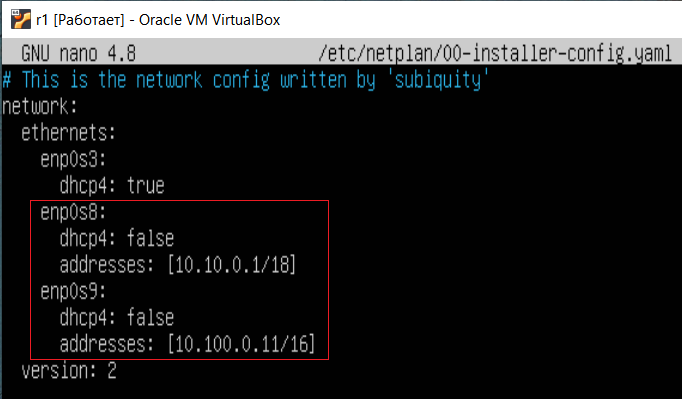 r1 [Работает] - Oracle VM VirtualBox
GNU nano 4.8 /etc/netplan/00-installer-config.yaml
# This is the network config written by 'subiquity'
network:
  ethernets:
    enp0s3:
      dhcp4: true
    enp0s8:
      dhcp4: false
      addresses: [10.10.0.1/18]
    enp0s9:
      dhcp4: false
      addresses: [10.100.0.11/16]
  version: 2